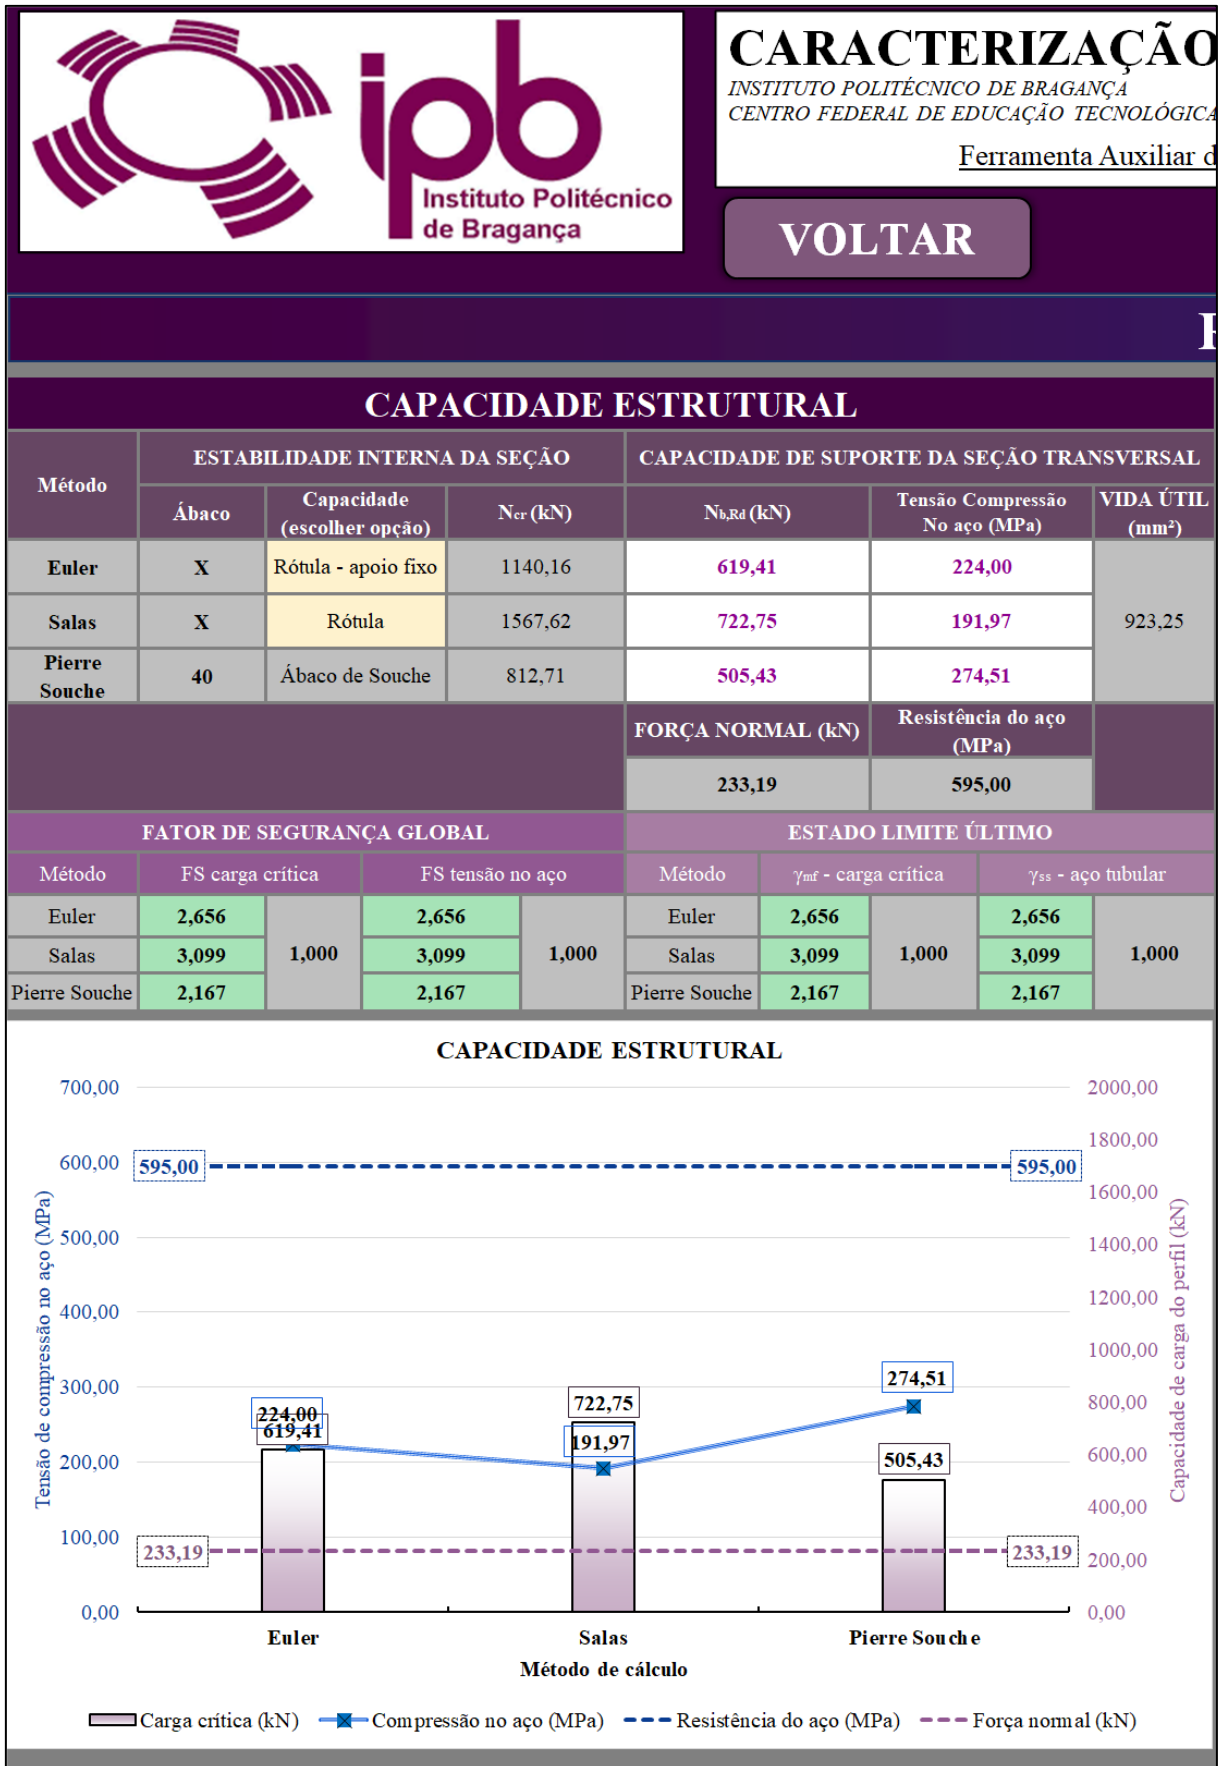 ipb
Instituto Politécnico
de Bragança
CARACTERIZAÇÃO
INSTITUTO POLITÉCNICO DE BRAGANÇA
CENTRO FEDERAL DE EDUCAÇÃO TECNOLÓGICA
Ferramenta Auxiliar d
VOLTAR
CAPACIDADE ESTRUTURAL
Método
ESTABILIDADE INTERNA DA SEÇÃO
CAPACIDADE DE SUPORTE DA SEÇÃO TRANSVERSAL
Ábaco
Capacidade
(escolher opção)
Ncr (kN)
Nb,Rd (kN)
Tensão Compressão
No aço (MPa)
VIDA ÚTIL
(mm²)
Euler X Rótula - apoio fixo 1140,16 619,41 224,00
Salas X Rótula 1567,62 722,75 191,97 923,25
Pierre
Souche
40 Ábaco de Souche 812,71 505,43 274,51
FORÇA NORMAL (kN)
Resistência do aço
(MPa)
233,19 595,00
FATOR DE SEGURANÇA GLOBAL ESTADO LIMITE ÚLTIMO
Método FS carga crítica FS tensão no aço Método γmf - carga crítica γss - aço tubular
Euler 2,656 2,656 Euler 2,656 2,656
Salas 3,099 1,000 3,099 1,000 Salas 3,099 1,000 3,099 1,000
Pierre Souche 2,167 2,167 Pierre Souche 2,167 2,167
CAPACIDADE ESTRUTURAL
700,00 2000,00
1800,00
600,00 595,00 595,00
1600,00
500,00 1400,00
400,00 1200,00
1000,00
300,00 274,51
224,00 722,75 800,00
619,41 191,97
200,00 505,43 600,00
400,00
100,00 233,19 233,19
200,00
0,00 0,00
Tensão de compressão no aço (MPa)
Capacidade de carga do perfil (kN)
Euler Salas Pierre Souche
Método de cálculo
Carga crítica (kN) Compressão no aço (MPa) Resistência do aço (MPa) Força normal (kN)